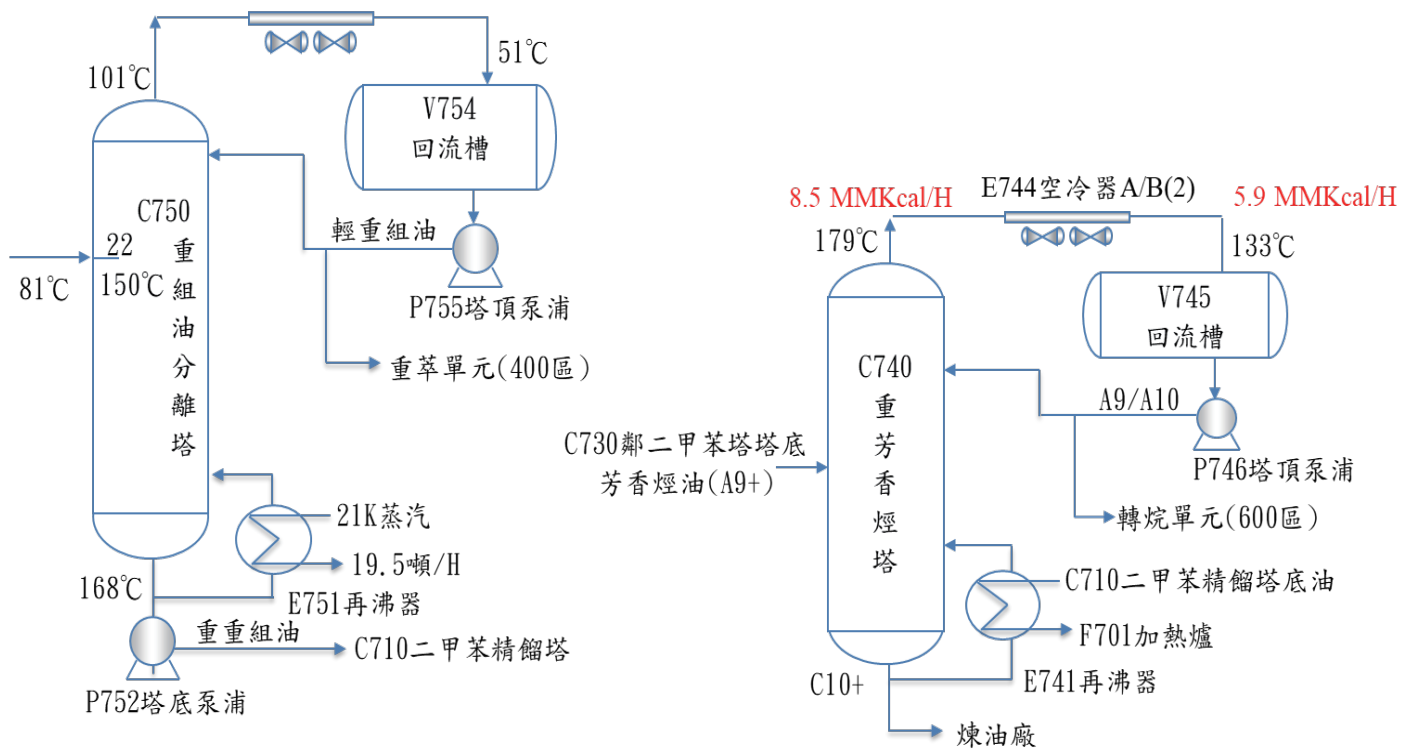 101℃
51℃
V754
回流槽
C750
重組油分離塔
22
150℃
81℃
輕重組油
P755塔頂泵浦
重萃單元(400區)
21K蒸汽
19.5噸/H
E751再沸器
168℃
重重組油
C710二甲苯精餾塔
P752塔底泵浦
8.5 MMKcal/H
E744空冷器A/B(2)
5.9 MMKcal/H
179℃
133℃
V745
回流槽
C740
重芳香烴塔
A9/A10
P746塔頂泵浦
C730鄰二甲苯塔塔底
芳香烴油(A9+)
轉烷單元(600區)
C710二甲苯精餾塔底油
F701加熱爐
E741再沸器
C10+
煉油廠